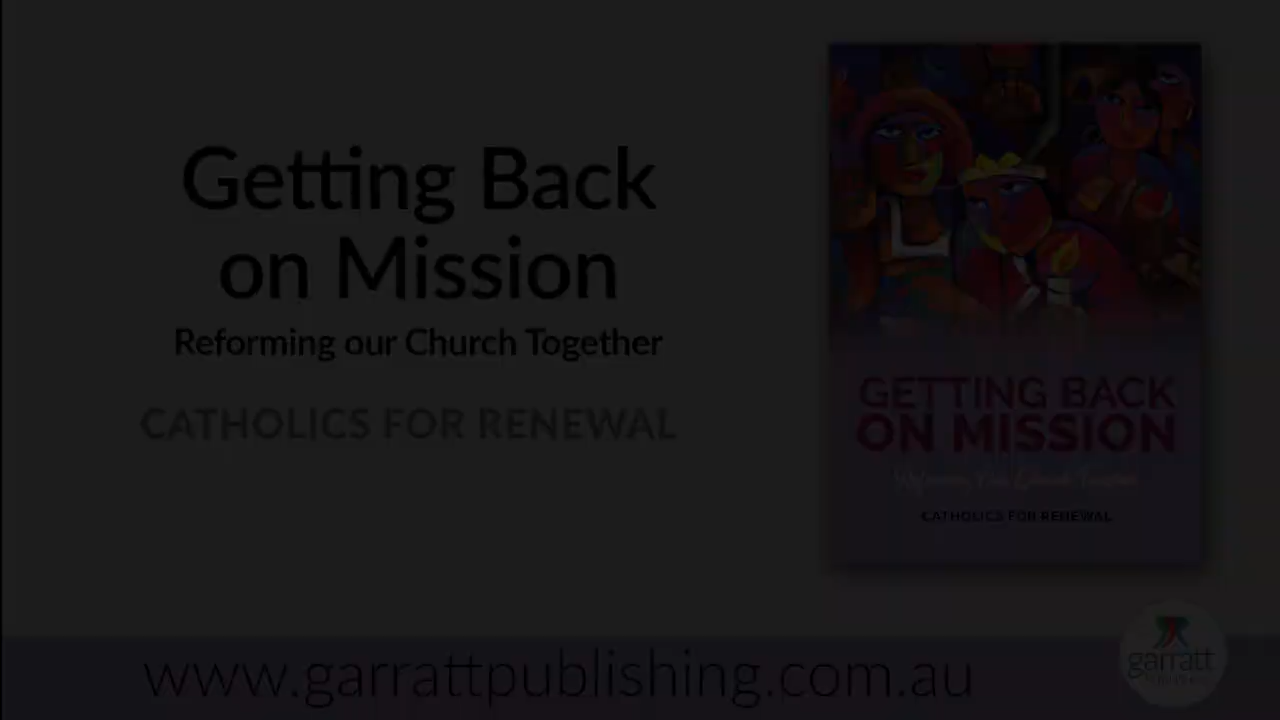 Getting Back
on Mission
Reforming our Church Together
CATHOLICS FOR RENEWAL
GETTING BACK
ON MISSION
CATHOLICS FOR RENEWAL
www.garrattpublishing.com.au
garratt
PUBLISHING